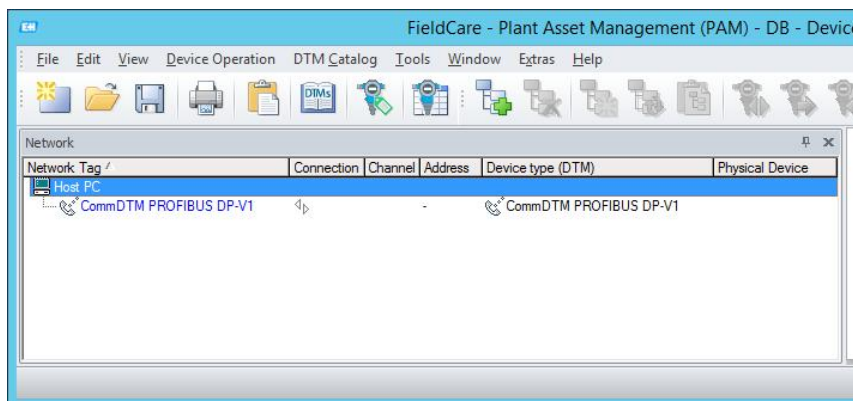 FieldCare - Plant Asset Management (PAM) - DB - Device
File Edit View Device Operation DTM Catalog Tools Window Extras Help
DTMs
Network
Network Tag Connection Channel Address Device type (DTM) Physical Device
Host PC
CommDTM PROFIBUS DP-V1 - CommDTM PROFIBUS DP-V1